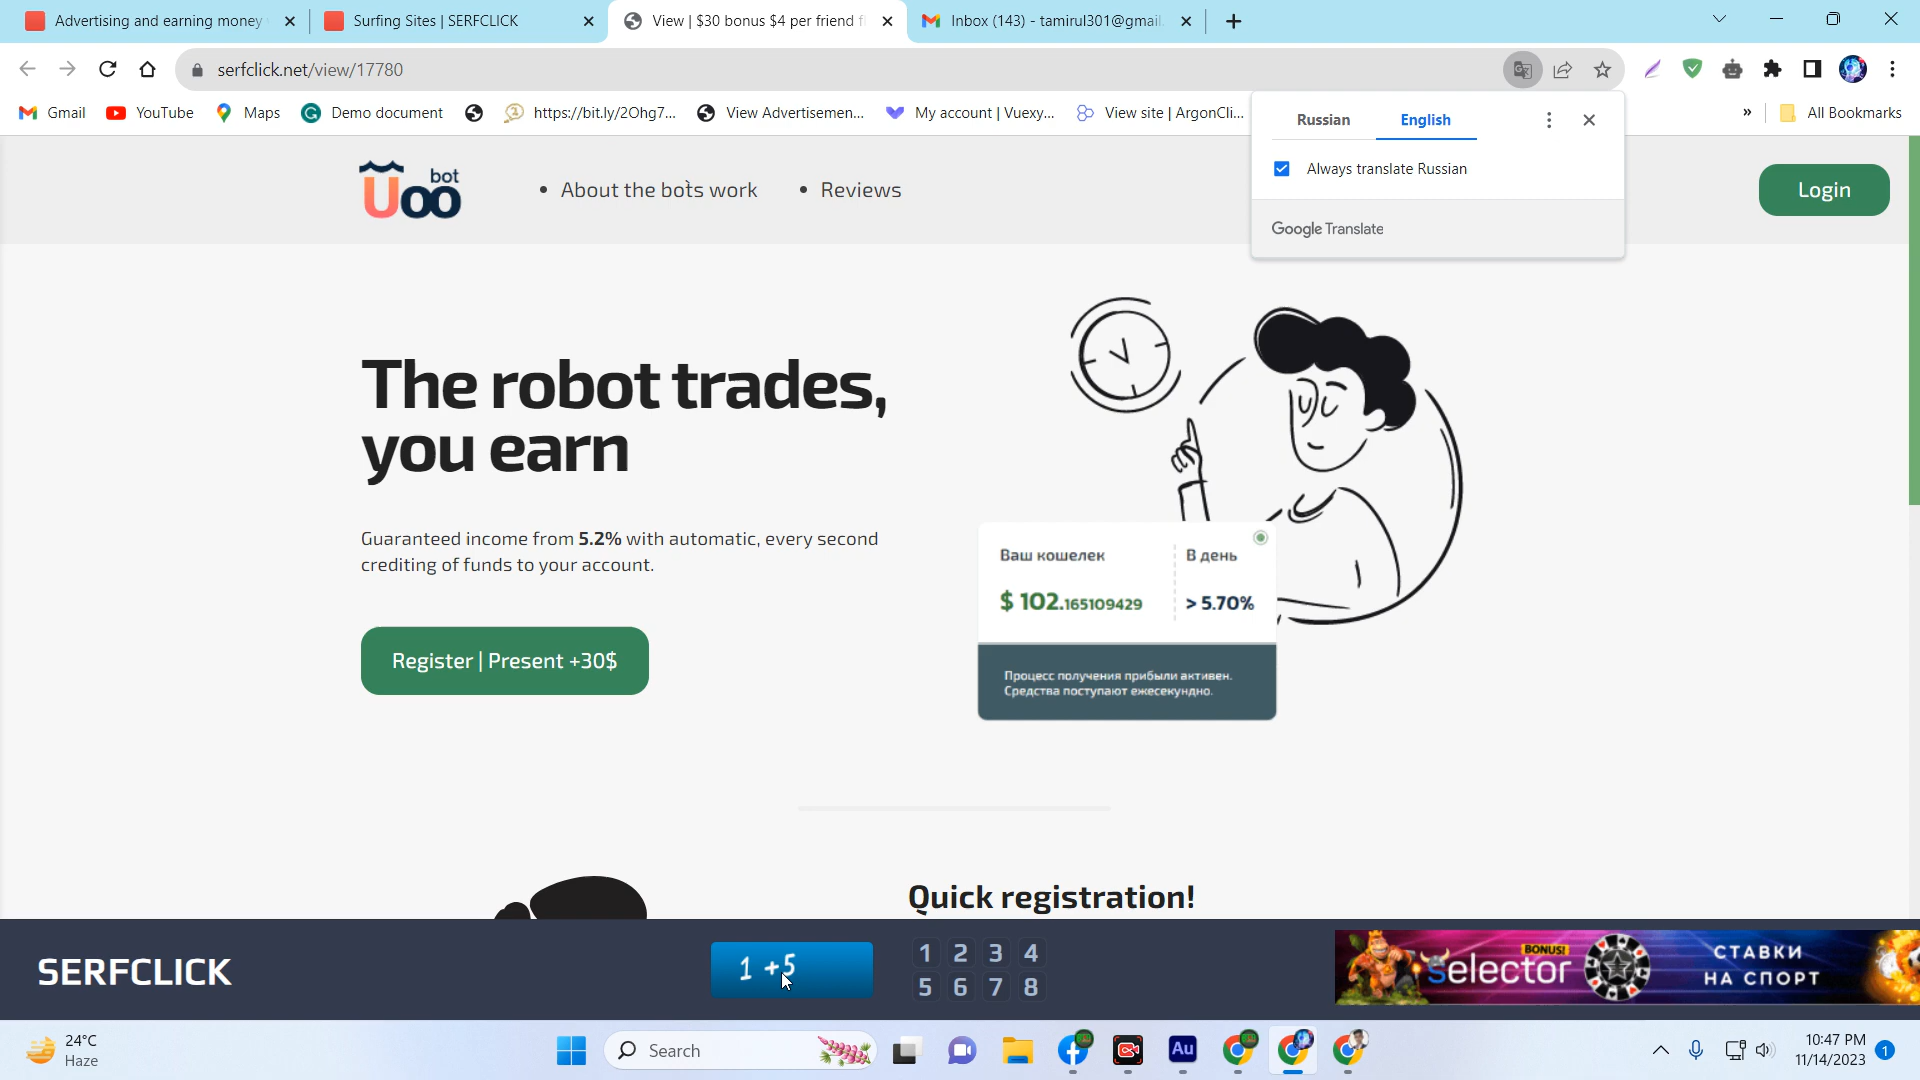 Advertising and earning money
Surfing Sites | SERFCLICK
View | $30 bonus $4 per friend f
Inbox (143) - tamirul301@gmail.
serfclick.net/view/17780
Gmail
YouTube
Maps
Demo document
https://bit.ly/2Ohg7...
View Advertisemen...
My account | Vuexy...
View site | ArgonCli...
»
All Bookmarks
Russian
English
Always translate Russian
Google Translate
Uoo bot
• About the bot's work
• Reviews
Login
The robot trades,
you earn
Guaranteed income from 5.2% with automatic, every second
crediting of funds to your account.
Register | Present +30$
Ваш кошелек
В день
$ 102.165109429
> 5.70%
Процесс получения прибыли активен.
Средства поступают ежесекундно.
Quick registration!
SERFCLICK
1 +5
1 2 3 4
5 6 7 8
BONUS!
Selector
СТАВКИ
НА СПОРТ
24°C
Haze
Search
Au
10:47 PM
11/14/2023
1